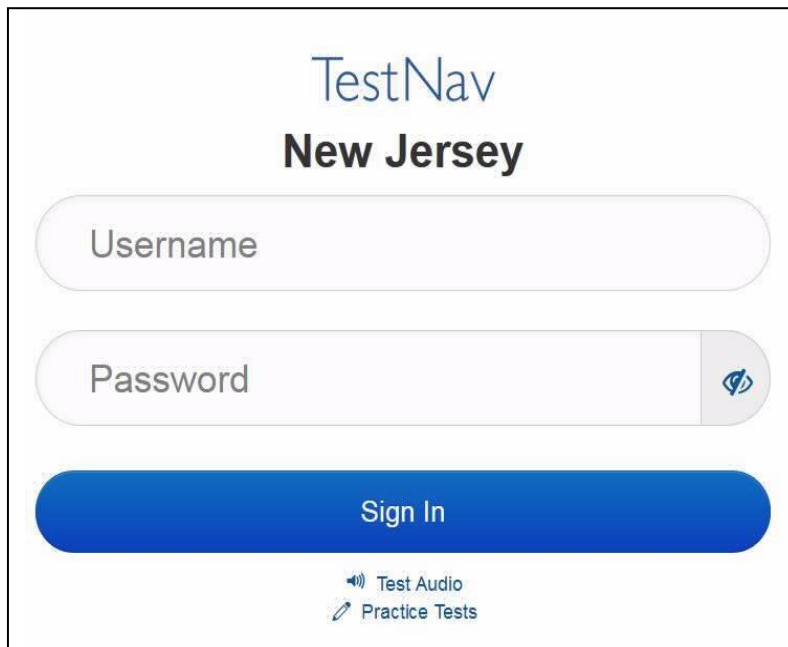 TestNav
New Jersey
Username
Password
Sign In
Test Audio
Practice Tests